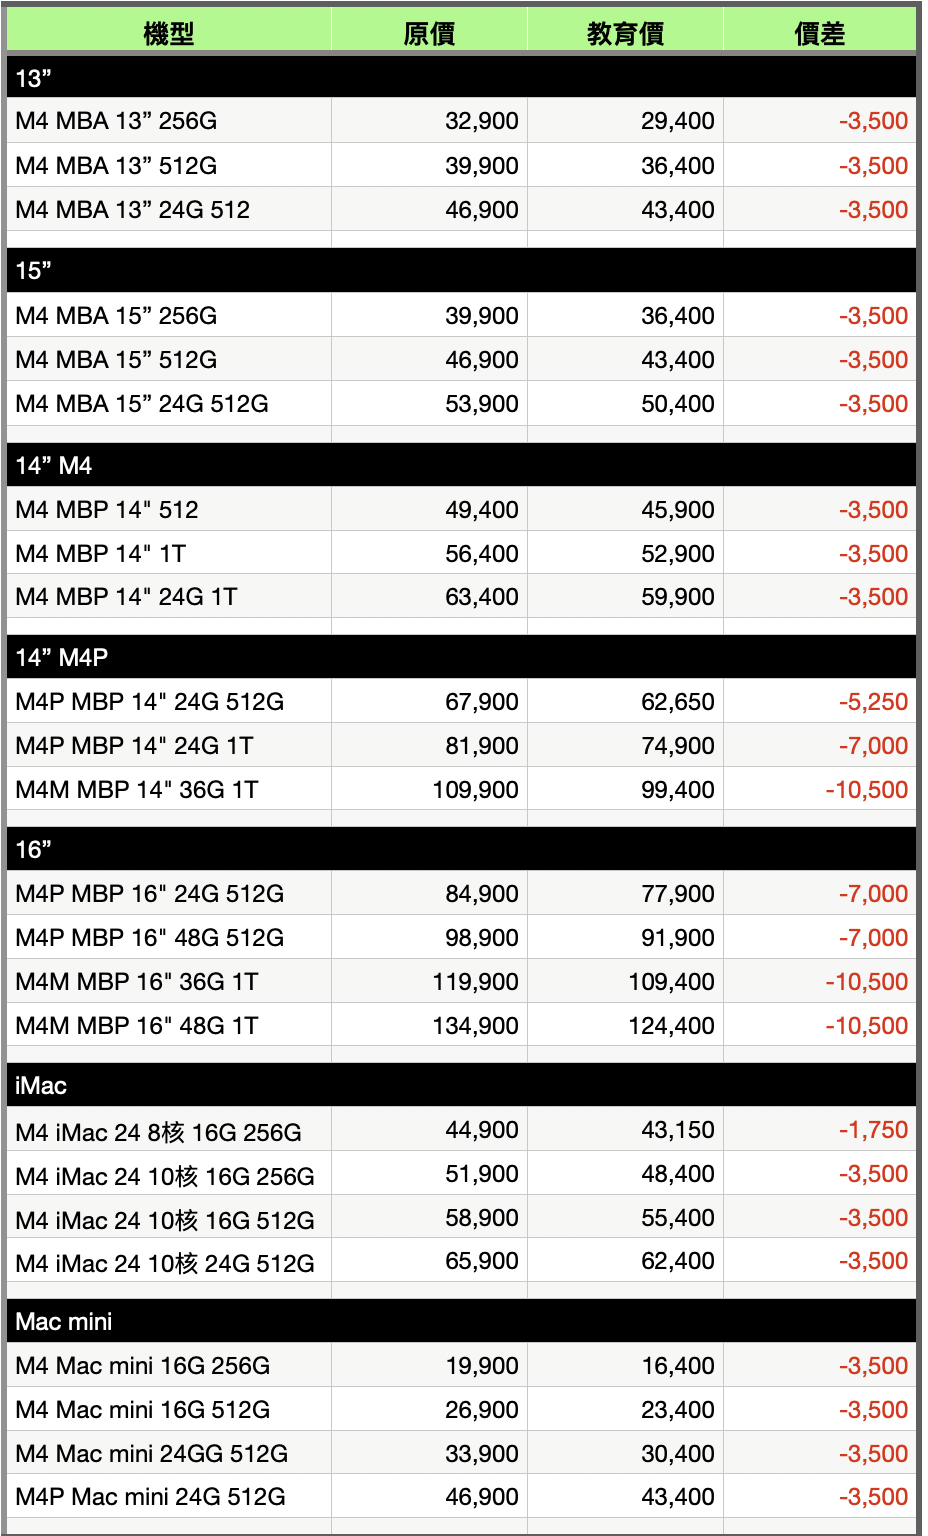 機型 原價 教育價 價差
13”
M4 MBA 13” 256G 32,900 29,400 -3,500
M4 MBA 13” 512G 39,900 36,400 -3,500
M4 MBA 13” 24G 512 46,900 43,400 -3,500
15”
M4 MBA 15” 256G 39,900 36,400 -3,500
M4 MBA 15” 512G 46,900 43,400 -3,500
M4 MBA 15” 24G 512G 53,900 50,400 -3,500
14” M4
M4 MBP 14" 512 49,400 45,900 -3,500
M4 MBP 14" 1T 56,400 52,900 -3,500
M4 MBP 14" 24G 1T 63,400 59,900 -3,500
14” M4P
M4P MBP 14" 24G 512G 67,900 62,650 -5,250
M4P MBP 14" 24G 1T 81,900 74,900 -7,000
M4M MBP 14" 36G 1T 109,900 99,400 -10,500
16”
M4P MBP 16" 24G 512G 84,900 77,900 -7,000
M4P MBP 16" 48G 512G 98,900 91,900 -7,000
M4M MBP 16" 36G 1T 119,900 109,400 -10,500
M4M MBP 16" 48G 1T 134,900 124,400 -10,500
iMac
M4 iMac 24 8核 16G 256G 44,900 43,150 -1,750
M4 iMac 24 10核 16G 256G 51,900 48,400 -3,500
M4 iMac 24 10核 16G 512G 58,900 55,400 -3,500
M4 iMac 24 10核 24G 512G 65,900 62,400 -3,500
Mac mini
M4 Mac mini 16G 256G 19,900 16,400 -3,500
M4 Mac mini 16G 512G 26,900 23,400 -3,500
M4 Mac mini 24GG 512G 33,900 30,400 -3,500
M4P Mac mini 24G 512G 46,900 43,400 -3,500